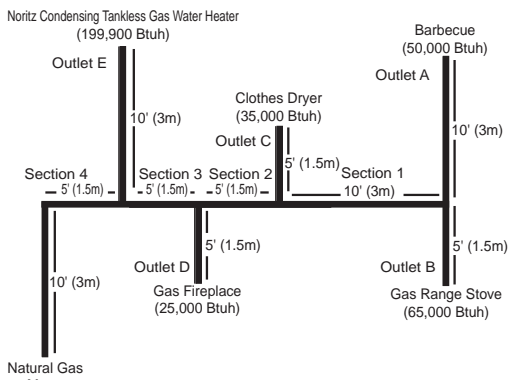 Noritz Condensing Tankless Gas Water Heater
(199,900 Btuh)
Outlet E
10' (3m)
Barbecue
(50,000 Btuh)
Outlet A
10' (3m)
Clothes Dryer
(35,000 Btuh)
Outlet C
5' (1.5m)
Section 4
5' (1.5m)
Section 3
5' (1.5m)
Section 2
5' (1.5m)
Section 1
10' (3m)
10' (3m)
5' (1.5m)
Outlet D
Gas Fireplace
(25,000 Btuh)
5' (1.5m)
Outlet B
Gas Range Stove
(65,000 Btuh)
Natural Gas